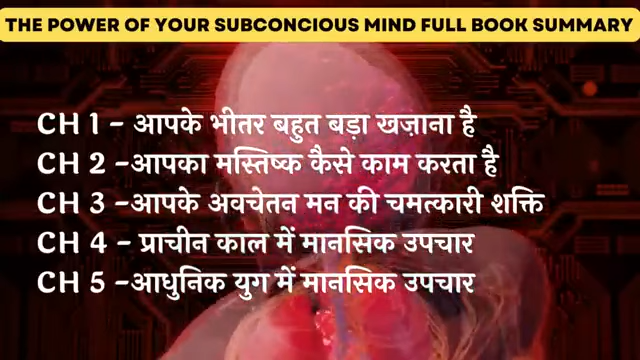 THE POWER OF YOUR SUBCONCIOUS MIND FULL BOOK SUMMARY
CH 1 - आपके भीतर बहुत बड़ा खज़ाना है
CH 2 -आपका मस्तिष्क कैसे काम करता है
CH 3 -आपके अवचेतन मन की चमत्कारी शक्ति
CH 4 - प्राचीन काल में मानसिक उपचार
CH 5 -आधुनिक युग में मानसिक उपचार